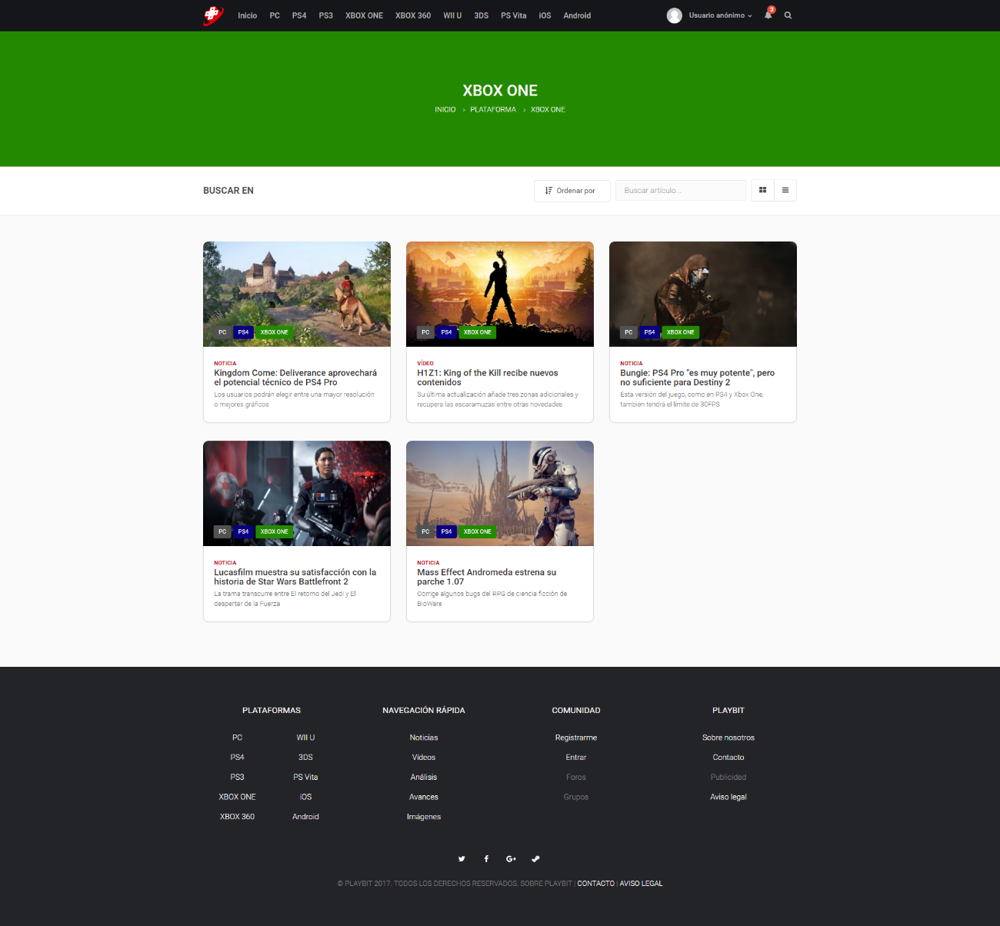 Inicio PC PS4 PS3 XBOX ONE XBOX 360 WII U 3DS PS Vita iOS Android Usuario anónimo 3
XBOX ONE
INICIO › PLATAFORMA › XBOX ONE
BUSCAR EN Ordenar por Buscar artículo...
PC PS4 XBOX ONE
NOTICIA
Kingdom Come: Deliverance aprovechará
el potencial técnico de PS4 Pro
Los usuarios podrán elegir entre una mayor resolución
o mejores gráficos
PC PS4 XBOX ONE
VÍDEO
H1Z1: King of the Kill recibe nuevos
contenidos
Su última actualización añade tres zonas adicionales y
recupera las escaramuzas entre otras novedades
PC PS4 XBOX ONE
NOTICIA
Bungie: PS4 Pro "es muy potente", pero
no suficiente para Destiny 2
Esta versión del juego, como en PS4 y Xbox One,
también tendrá el límite de 30FPS
PC PS4 XBOX ONE
NOTICIA
Lucasfilm muestra su satisfacción con la
historia de Star Wars Battlefront 2
La trama transcurre entre El retorno del Jedi y El
despertar de la Fuerza
PC PS4 XBOX ONE
NOTICIA
Mass Effect Andromeda estrena su
parche 1.07
Corrige algunos bugs del RPG de ciencia ficción de
BioWare
PLATAFORMAS
PC WII U
PS4 3DS
PS3 PS Vita
XBOX ONE iOS
XBOX 360 Android
NAVEGACIÓN RÁPIDA
Noticias
Vídeos
Análisis
Avances
Imágenes
COMUNIDAD
Registrarme
Entrar
Foros
Grupos
PLAYBIT
Sobre nosotros
Contacto
Publicidad
Aviso legal
© PLAYBIT 2017. TODOS LOS DERECHOS RESERVADOS. SOBRE PLAYBIT | CONTACTO | AVISO LEGAL